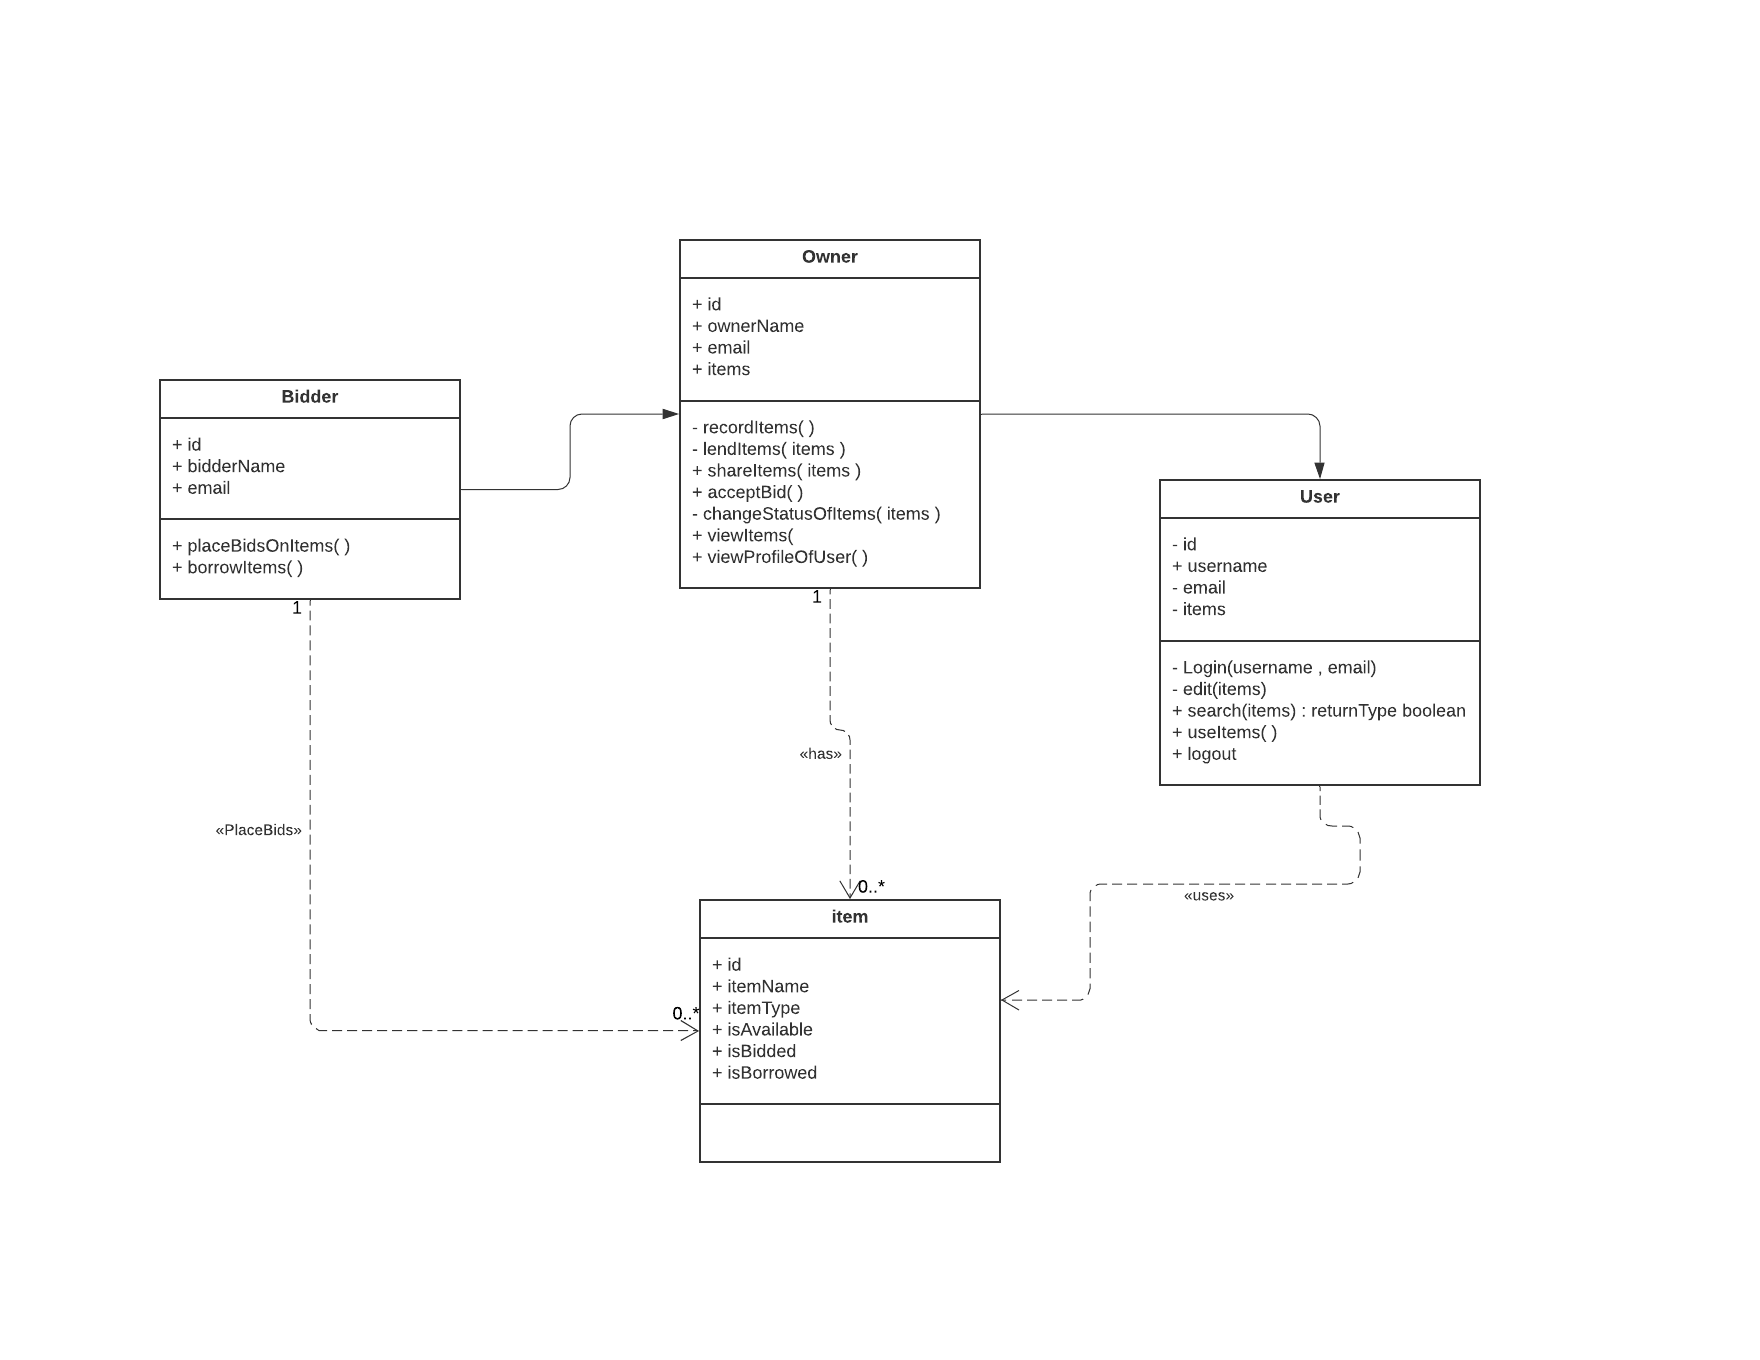 Owner
+ id
+ ownerName
+ email
+ items
- recordItems( )
- lendItems( items )
+ shareItems( items )
+ acceptBid( )
- changeStatusOfItems( items )
+ viewItems(
+ viewProfileOfUser( )
1
Bidder
+ id
+ bidderName
+ email
+ placeBidsOnItems( )
+ borrowItems( )
1
User
- id
+ username
- email
- items
- Login(username , email)
- edit(items)
+ search(items) : returnType boolean
+ useItems( )
+ logout
«has»
«PlaceBids»
«uses»
0..*
0..*
item
+ id
+ itemName
+ itemType
+ isAvailable
+ isBidded
+ isBorrowed